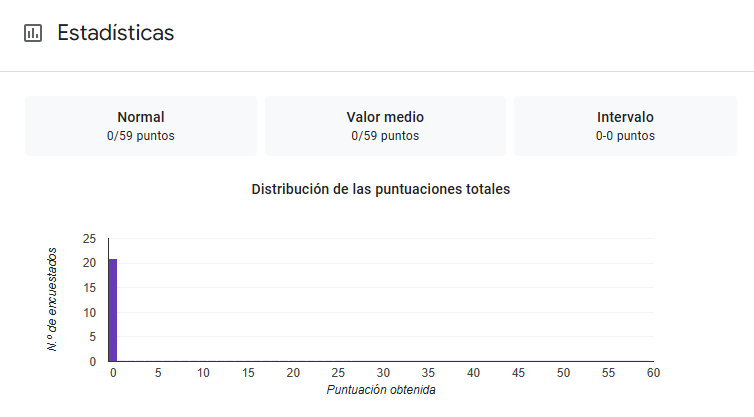 Estadísticas
Normal
0/59 puntos
Valor medio
0/59 puntos
Intervalo
0-0 puntos
Distribución de las puntuaciones totales
N.º de encuestados
25
20
15
10
5
0
0 5 10 15 20 25 30 35 40 45 50 55 60
Puntuación obtenida